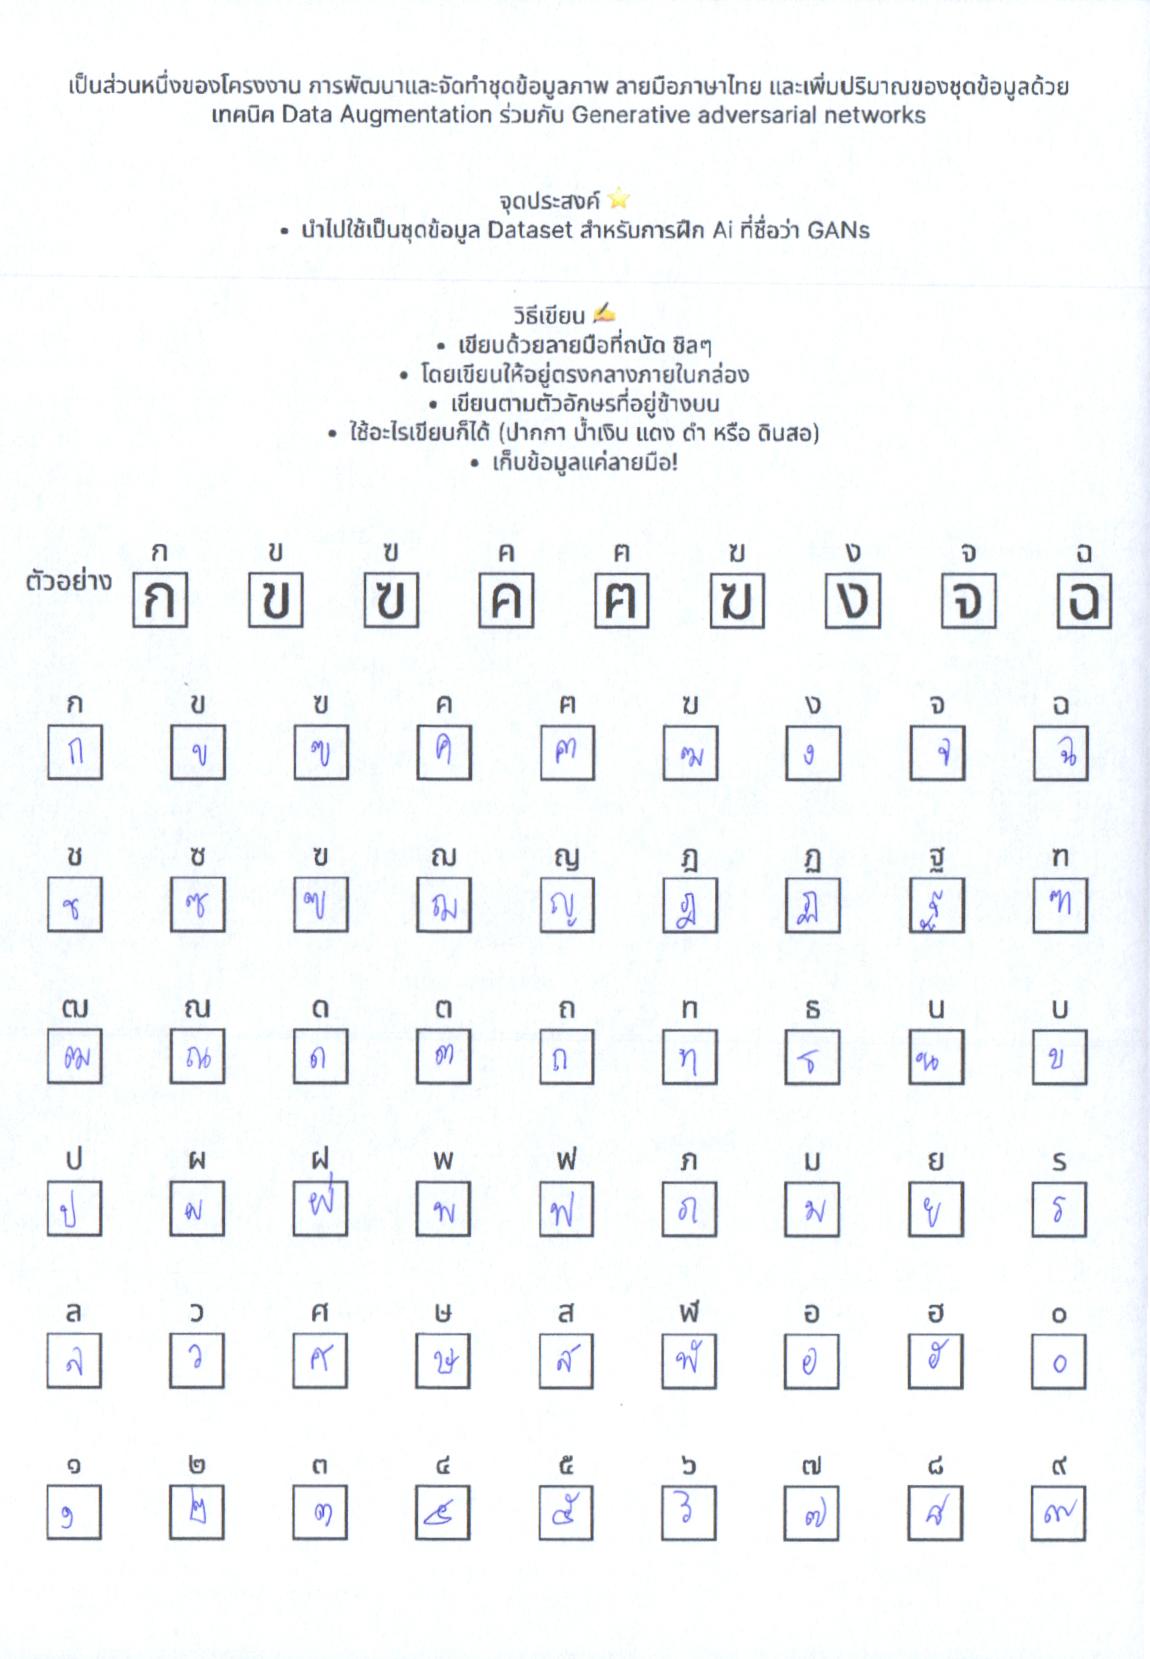 เป็นส่วนหนึ่งของโครงงาน การพัฒนาและจัดทำชุดข้อมูลภาพ ลายมือภาษาไทย และเพิ่มปริมาณของชุดข้อมูลด้วย
เทคนิค Data Augmentation ร่วมกับ Generative adversarial networks
จุดประสงค์ ⭐
• นำไปใช้เป็นชุดข้อมูล Dataset สำหรับการฝึก Ai ที่ชื่อว่า GANs
วิธีเขียน ✍️
• เขียนด้วยลายมือที่ถนัด ชิลๆ
• โดยเขียนให้อยู่ตรงกลางภายในกล่อง
• เขียนตามตัวอักษรที่อยู่ข้างบน
• ใช้อะไรเขียนก็ได้ (ปากกา น้ำเงิน แดง ดำ หรือ ดินสอ)
• เก็บข้อมูลแค่ลายมือ!
ก ข ฃ ค ฅ ฆ ง จ ฉ
ตัวอย่าง ก ข ฃ ค ฅ ฆ ง จ ฉ
ก ข ฃ ค ฅ ฆ ง จ ฉ
ก ข ฃ ค ฅ ฆ ง จ ฉ
ช ซ ฃ ฌ ญ ฎ ฏ ฐ ฑ
ช ซ ฃ ฌ ญ ฎ ฏ ฐ ฑ
ฒ ณ ด ต ถ ท ธ น บ
ฒ ณ ด ต ถ ท ธ น บ
ป ผ ฝ พ ฟ ภ ม ย ร
ป ผ ฝ พ ฟ ภ ม ย ร
ล ว ศ ษ ส ฬ อ ฮ ๐
ล ว ศ ษ ส ฬ อ ฮ ๐
๑ ๒ ๓ ๔ ๕ ๖ ๗ ๘ ๙
๑ ๒ ๓ ๔ ๕ ๖ ๗ ๘ ๙